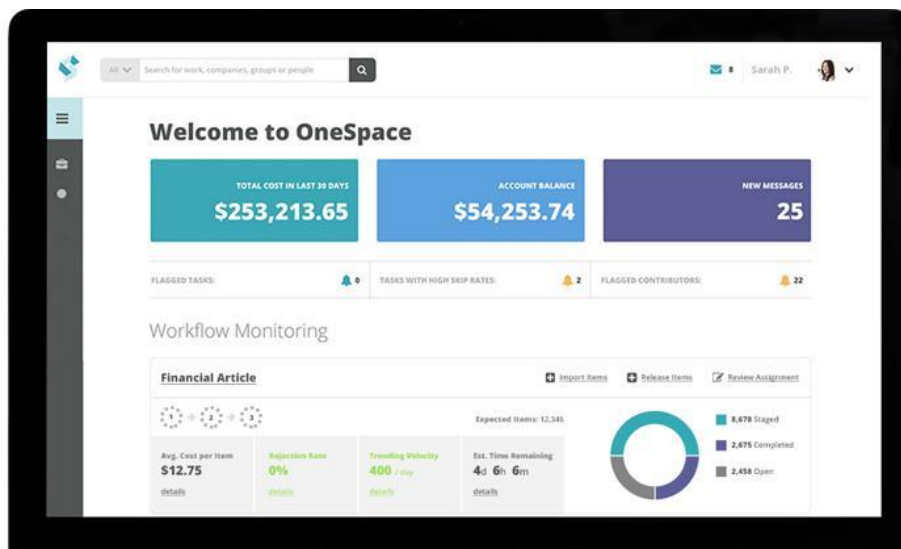 All Search for work, companies, groups or people 8 Sarah P.
Welcome to OneSpace
TOTAL COST IN LAST 30 DAYS
$253,213.65
ACCOUNT BALANCE
$54,253.74
NEW MESSAGES
25
FLAGGED TASKS: 0 TASKS WITH HIGH SKIP RATES: 2 FLAGGED CONTRIBUTORS: 22
Workflow Monitoring
Financial Article Import Items Release Items Review Assignment
1 2 3 Expected Items: 12,345
Avg. Cost per Item
$12.75
details
Rejection Rate
0%
details
Trending Velocity
400 / day
details
Est. Time Remaining
4d 6h 6m
details
8,678 Staged
2,675 Completed
2,458 Open